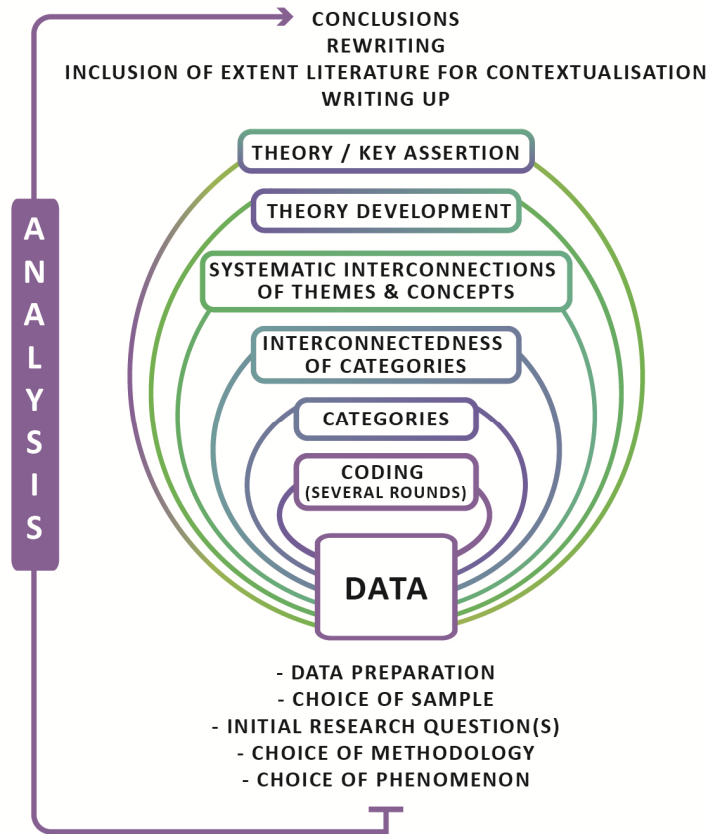 CONCLUSIONS
REWRITING
INCLUSION OF EXTENT LITERATURE FOR CONTEXTUALISATION
WRITING UP
THEORY / KEY ASSERTION
THEORY DEVELOPMENT
SYSTEMATIC INTERCONNECTIONS
OF THEMES & CONCEPTS
INTERCONNECTEDNESS
OF CATEGORIES
CATEGORIES
CODING
(SEVERAL ROUNDS)
DATA
- DATA PREPARATION
- CHOICE OF SAMPLE
- INITIAL RESEARCH QUESTION(S)
- CHOICE OF METHODOLOGY
- CHOICE OF PHENOMENON
ANALYSIS